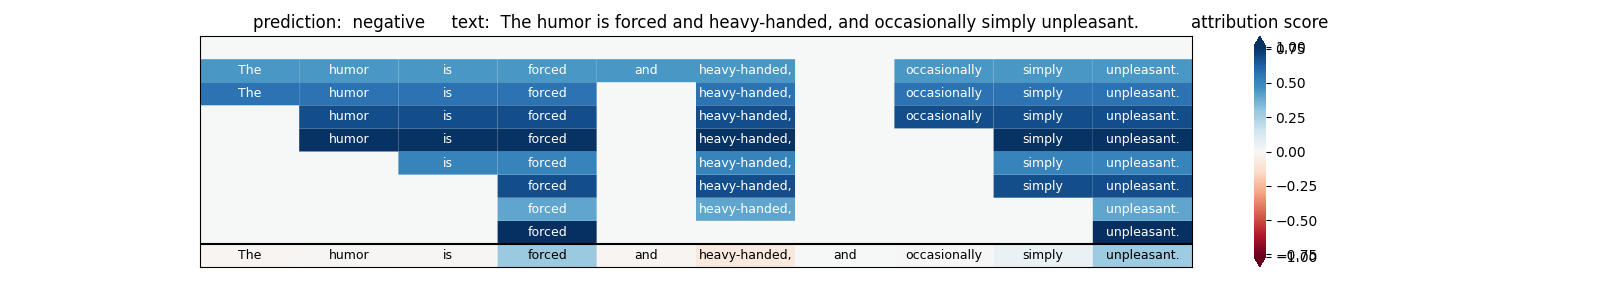 prediction:  negative     text:  The humor is forced and heavy-handed, and occasionally simply unpleasant.     attribution score
The humor is forced and heavy-handed, occasionally simply unpleasant.
The humor is forced heavy-handed, occasionally simply unpleasant.
humor is forced heavy-handed, occasionally simply unpleasant.
humor is forced heavy-handed, simply unpleasant.
is forced heavy-handed, simply unpleasant.
forced heavy-handed, simply unpleasant.
forced heavy-handed, unpleasant.
forced unpleasant.
The humor is forced and heavy-handed, and occasionally simply unpleasant.
1.00
0.75
0.50
0.25
0.00
−0.25
−0.50
−0.75
−1.00